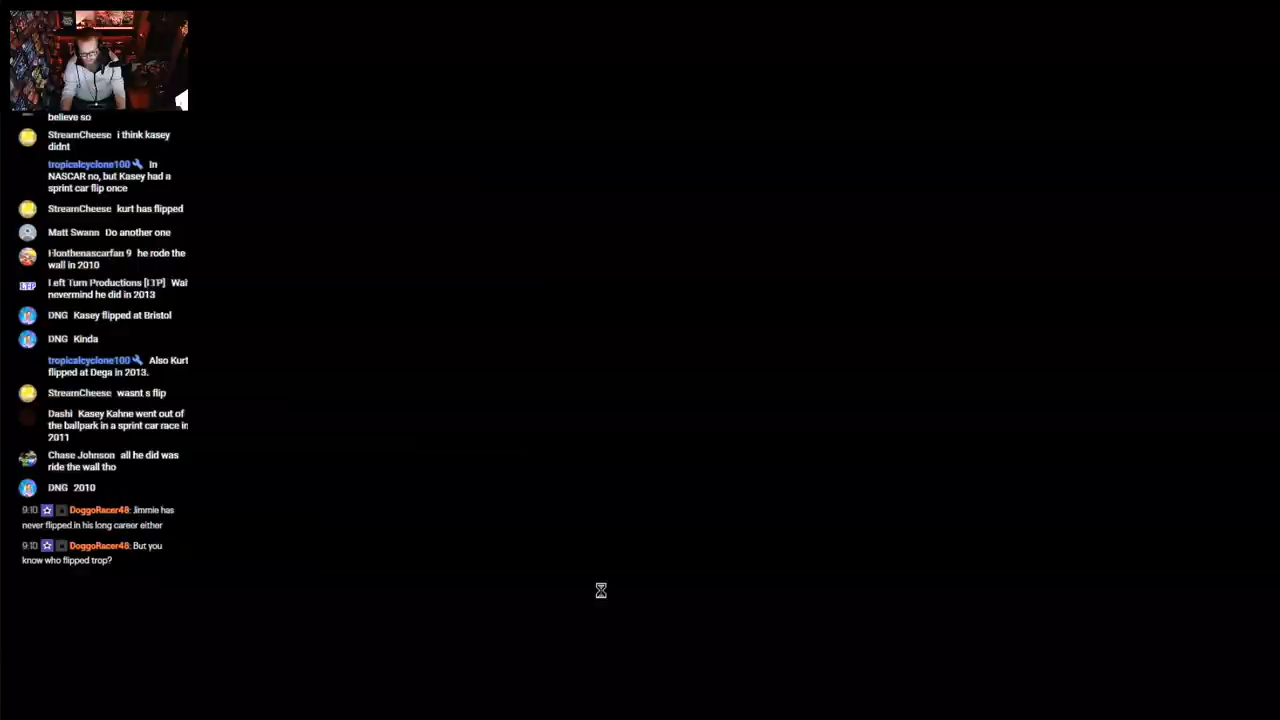 believe so
StreamCheese i think kasey
didnt
tropicalcyclone100 In
NASCAR no, but Kasey had a
sprint car flip once
StreamCheese kurt has flipped
Matt Swann Do another one
Honthenascarfan 9 he rode the
wall in 2010
Left Turn Productions [LTP] Wai
nevermind he did in 2013
DNG Kasey flipped at Bristol
DNG Kinda
tropicalcyclone100 Also Kurt
flipped at Dega in 2013.
StreamCheese wasnt s flip
Dashi Kasey Kahne went out of
the ballpark in a sprint car race in
2011
Chase Johnson all he did was
ride the wall tho
DNG 2010
9:10 DoggoRacer48: Jimmie has
never flipped in his long career either
9:10 DoggoRacer48: But you
know who flipped trop?